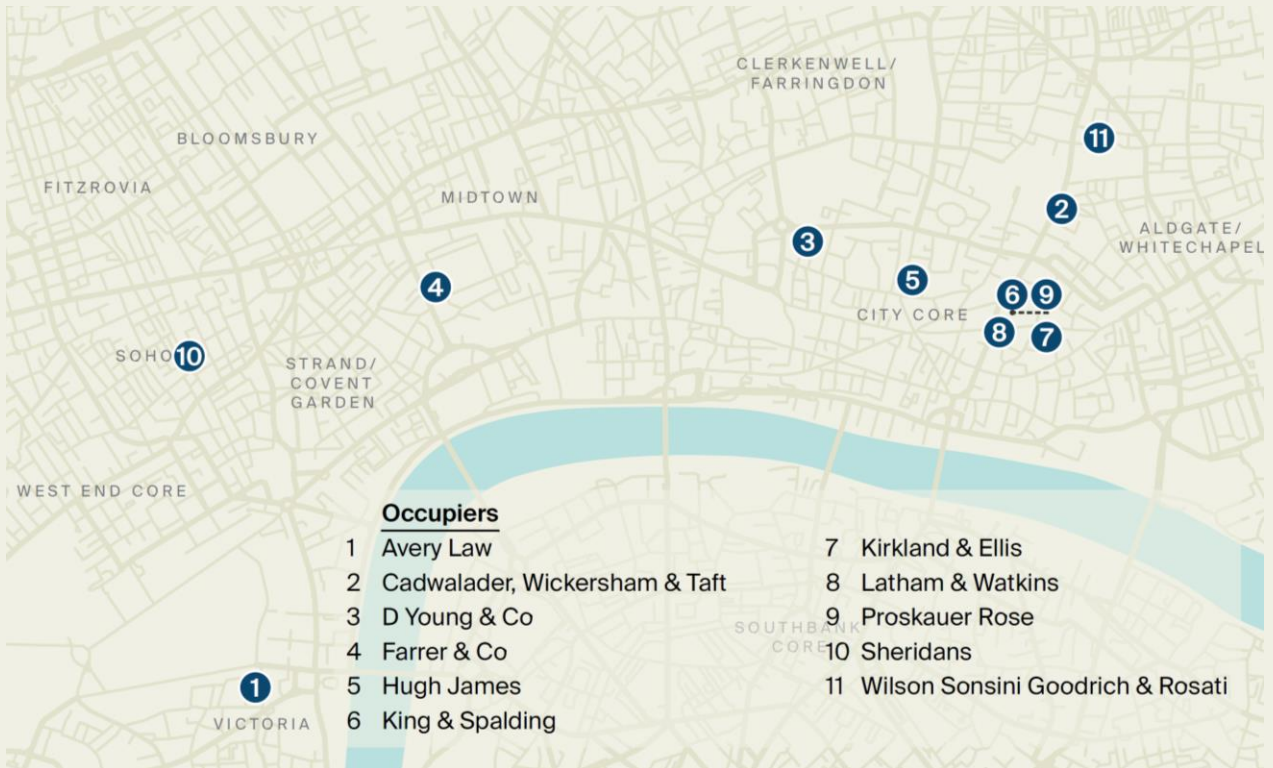 CLERKENWELL/
FARRINGDON
BLOOMSBURY
11
FITZROVIA
MIDTOWN
2
ALDGATE/
WHITECHAPEL
3
4
5
6 9
CITY CORE
8 7
SOHO 10
STRAND/
COVENT
GARDEN
WEST END CORE
Occupiers
1 Avery Law
2 Cadwalader, Wickersham & Taft
3 D Young & Co
4 Farrer & Co
5 Hugh James
6 King & Spalding
7 Kirkland & Ellis
8 Latham & Watkins
9 Proskauer Rose
10 Sheridans
11 Wilson Sonsini Goodrich & Rosati
SOUTHBANK
CORE
1
VICTORIA